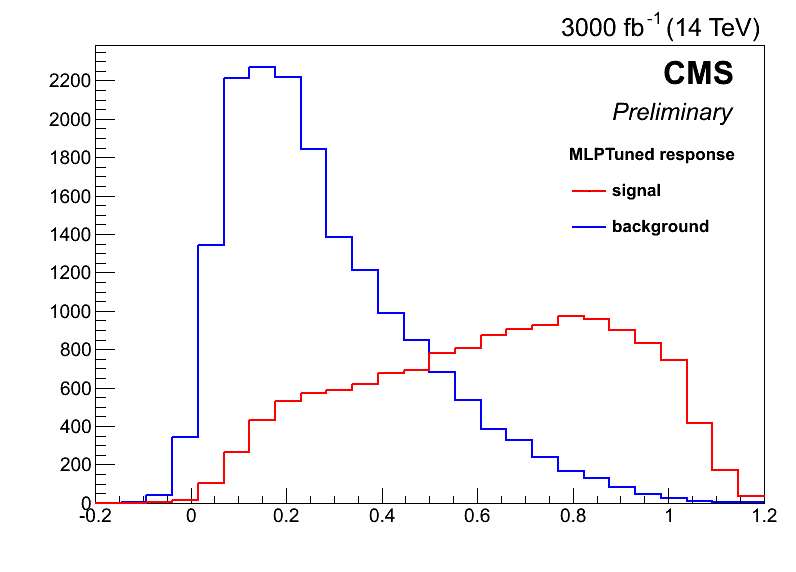 3000 fb-1 (14 TeV)
CMS
Preliminary
MLPTuned response
signal
background
2200
2000
1800
1600
1400
1200
1000
800
600
400
200
0
-0.2 0 0.2 0.4 0.6 0.8 1 1.2